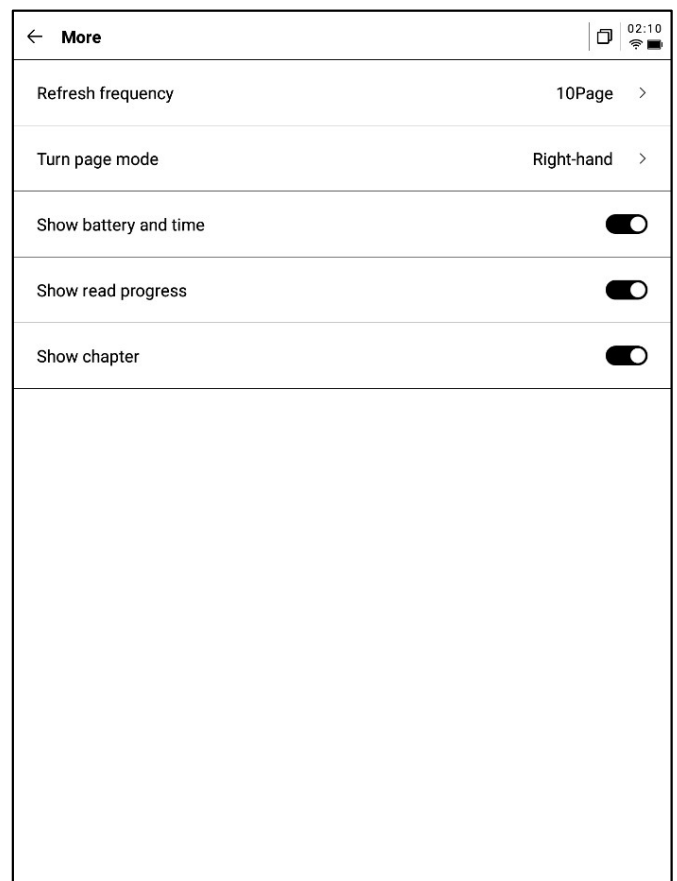 More
02:10
Refresh frequency 10Page
Turn page mode Right-hand
Show battery and time
Show read progress
Show chapter